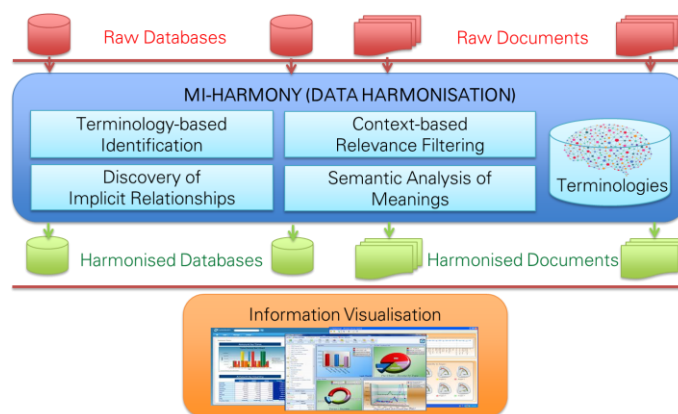 Raw Databases
Raw Documents
MI-HARMONY (DATA HARMONISATION)
Terminology-based
Identification
Context-based
Relevance Filtering
Discovery of
Implicit Relationships
Semantic Analysis of
Meanings
Terminologies
Harmonised Databases
Harmonised Documents
Information Visualisation